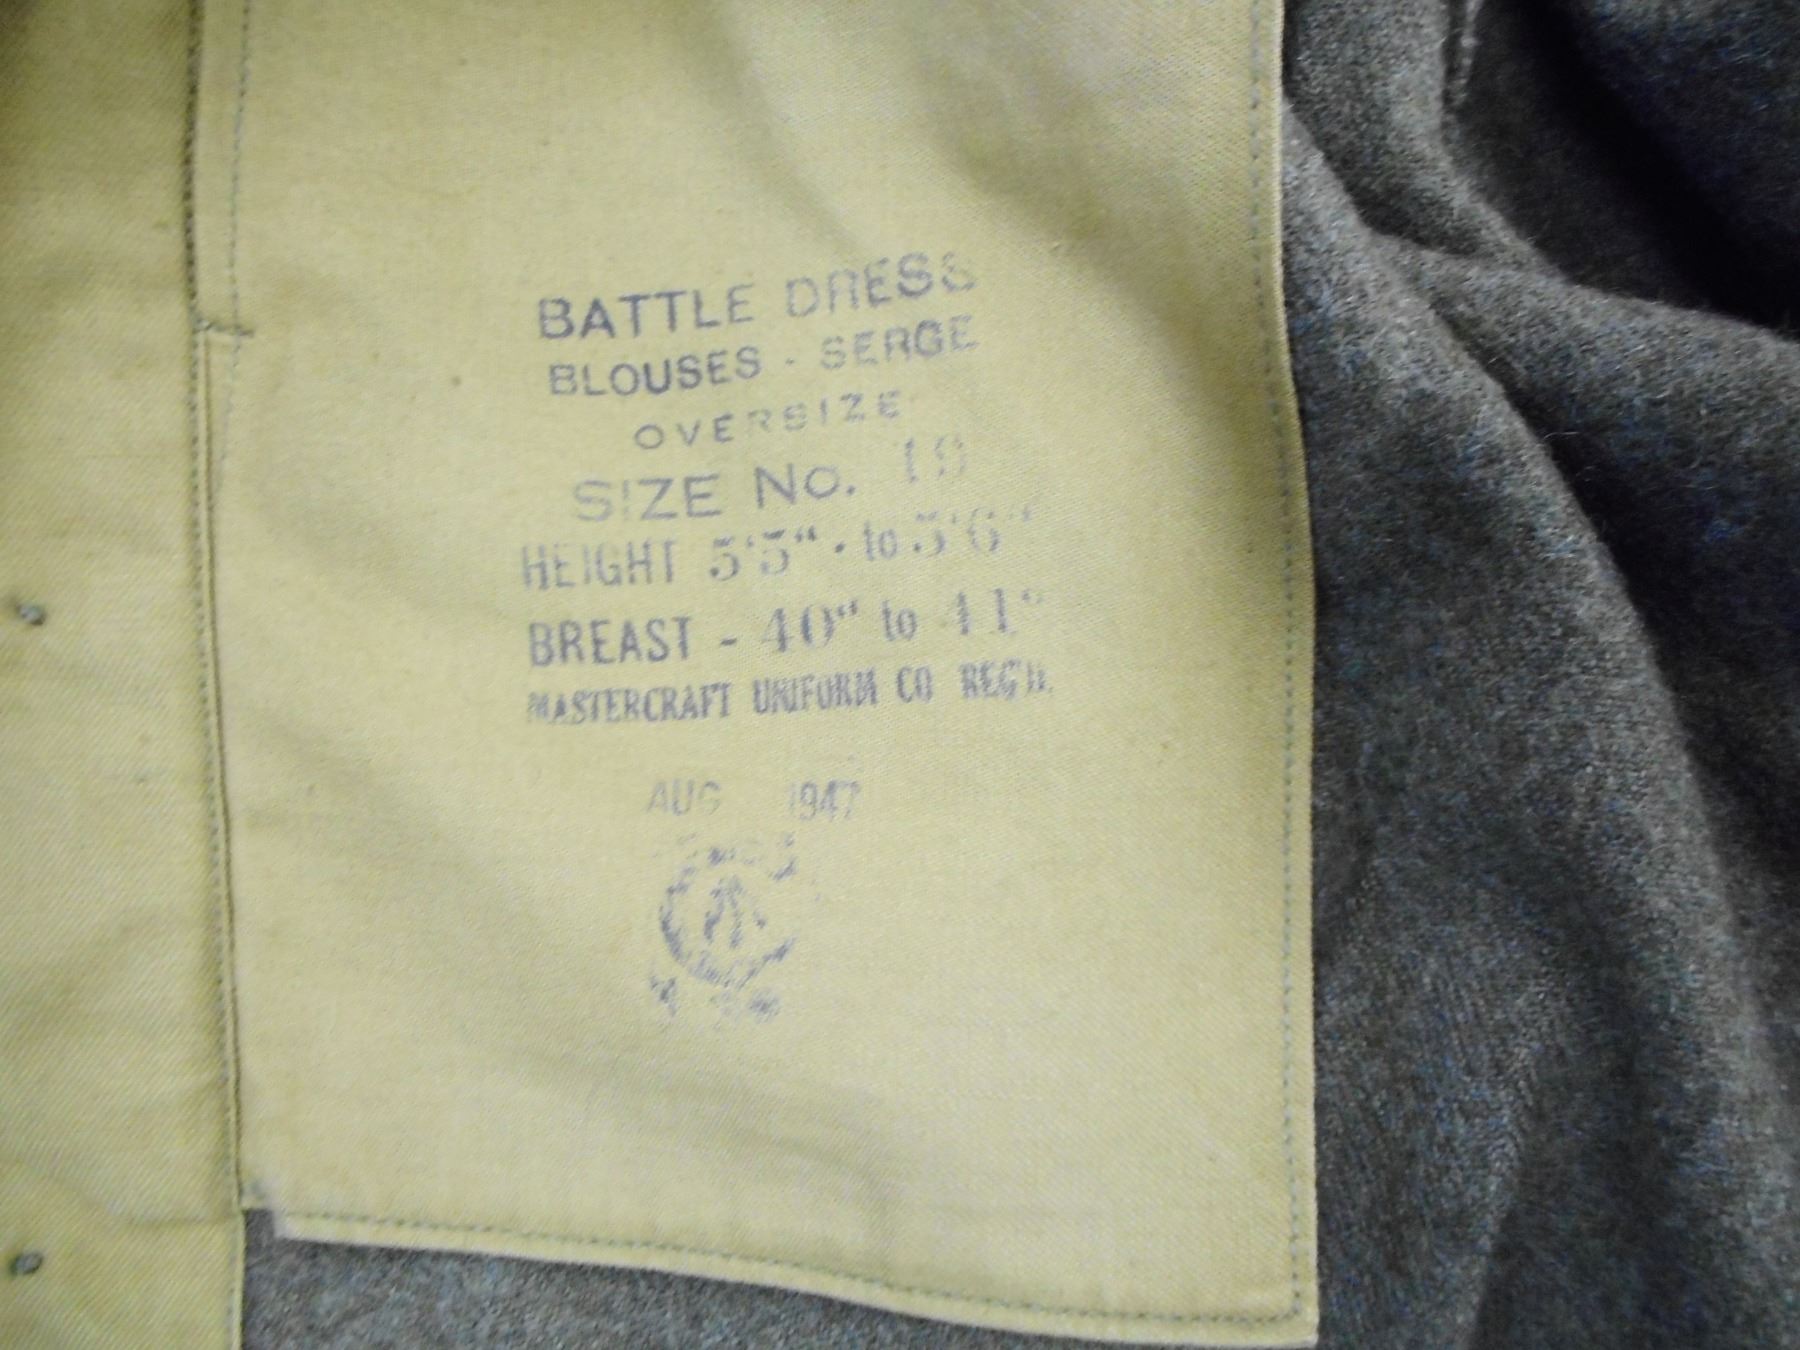 BATTLE DRESS
BLOUSES - SERGE
OVERSIZE
SIZE NO. 19
HEIGHT 5'5" - to 5'6"
BREAST - 40" to 41"
MASTERCRAFT UNIFORM CO REG'D.
AUG 1947